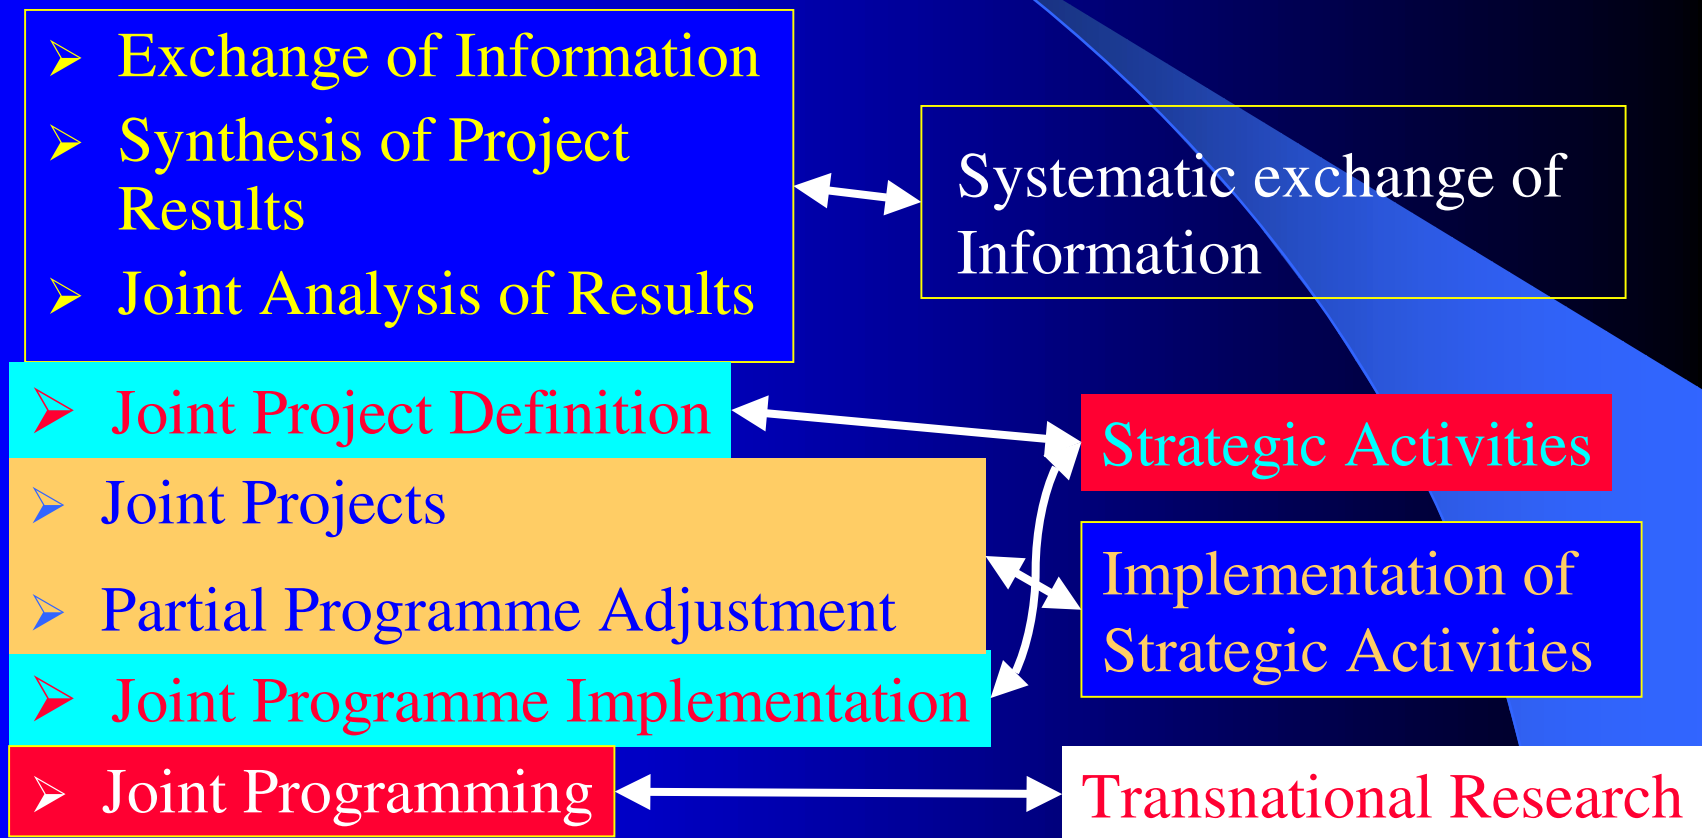 Exchange of Information
Synthesis of Project
Results
Joint Analysis of Results
Systematic exchange of
Information
Joint Project Definition
Strategic Activities
Joint Projects
Partial Programme Adjustment
Implementation of
Strategic Activities
Joint Programme Implementation
Joint Programming
Transnational Research